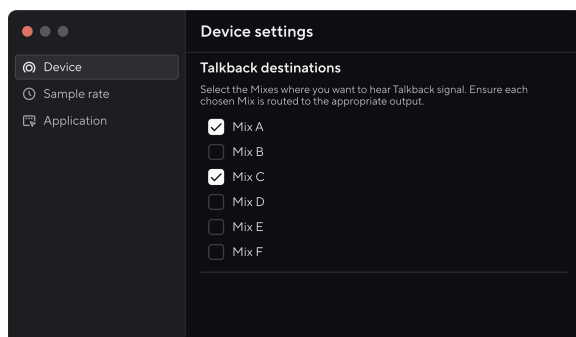 Device settings
Device
Sample rate
Application
Talkback destinations
Select the Mixes where you want to hear Talkback signal. Ensure each
chosen Mix is routed to the appropriate output.
Mix A
Mix B
Mix C
Mix D
Mix E
Mix F